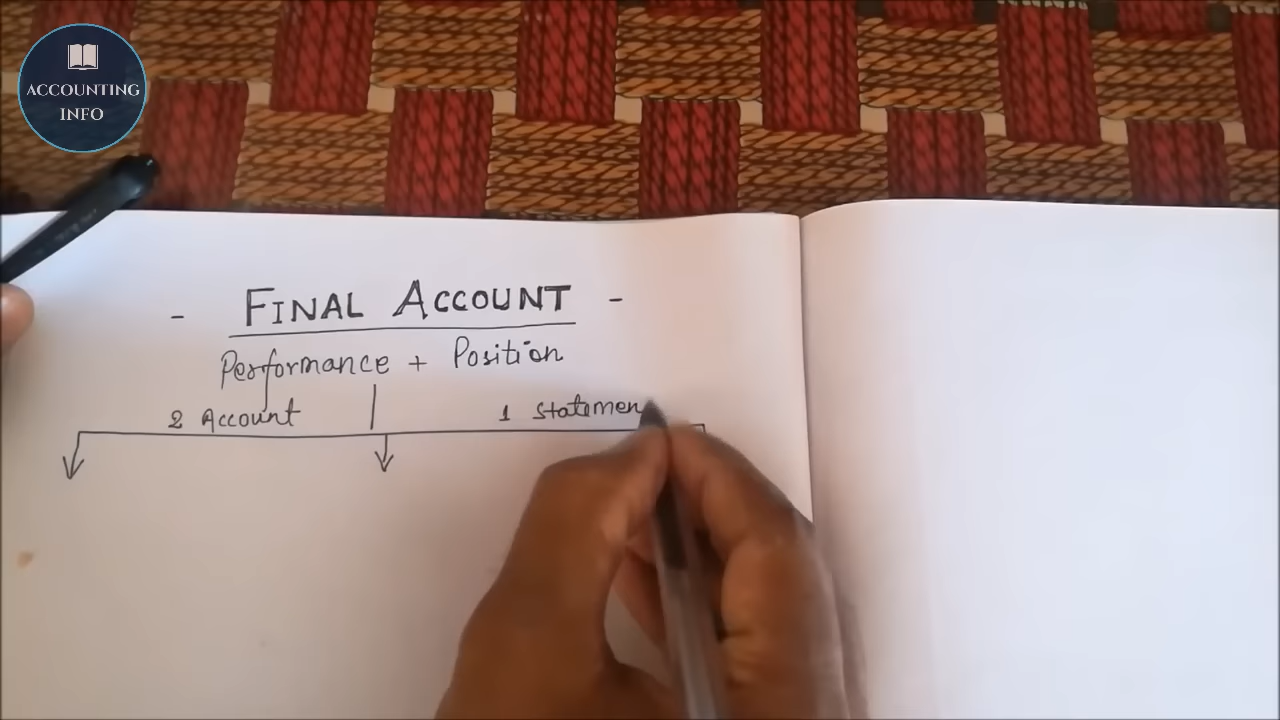 ACCOUNTING
INFO
- FINAL ACCOUNT -
Performance + Position
2 Account 1 Statemen